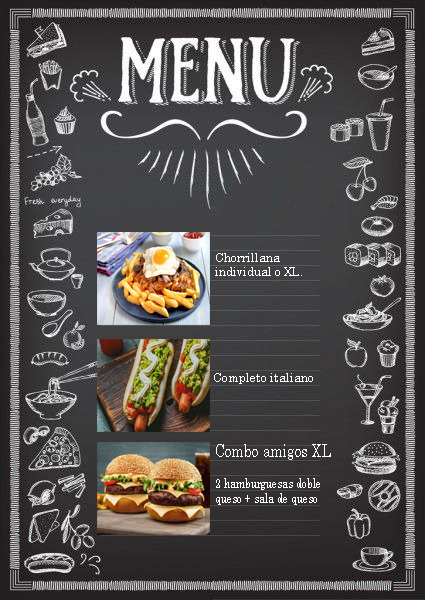 MENU
Fresh everyday
Chorrillana
individual o XL.
Completo italiano
Combo amigos XL
2 hamburguesas doble
queso + sala de queso